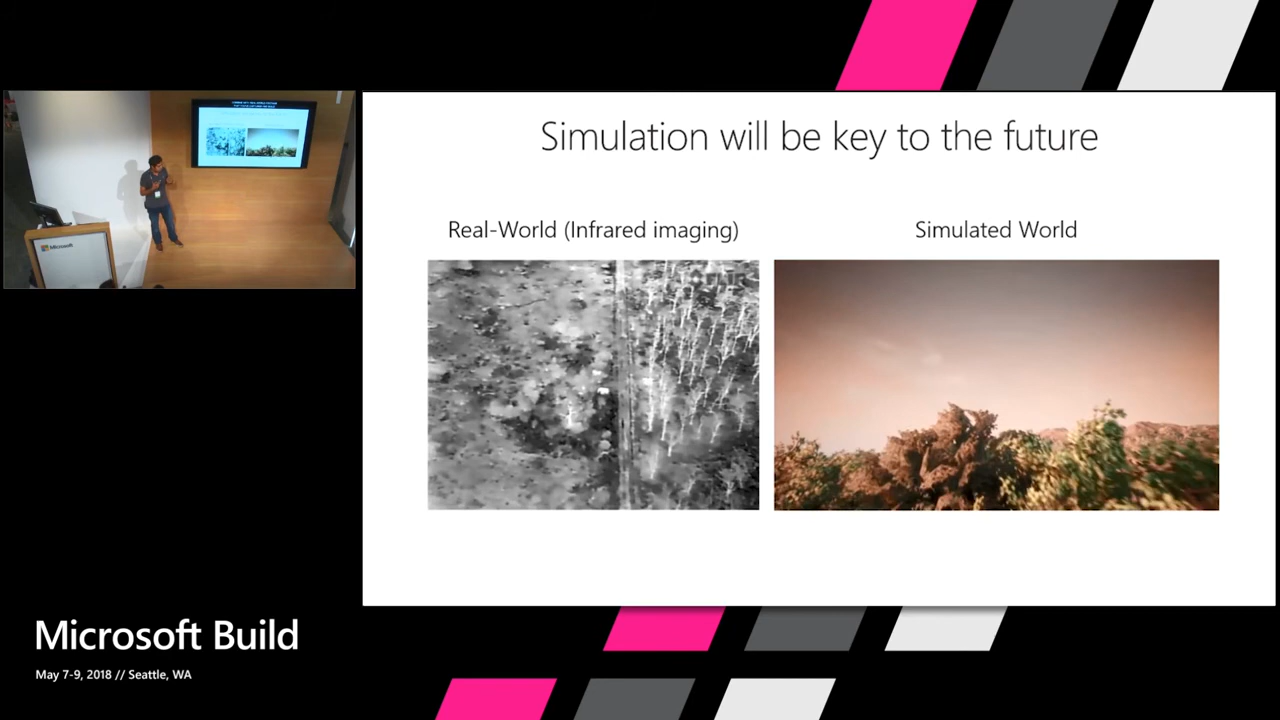 Simulation will be key to the future
Real-World (Infrared imaging)
Simulated World
Microsoft
Microsoft Build
May 7-9, 2018 // Seattle, WA